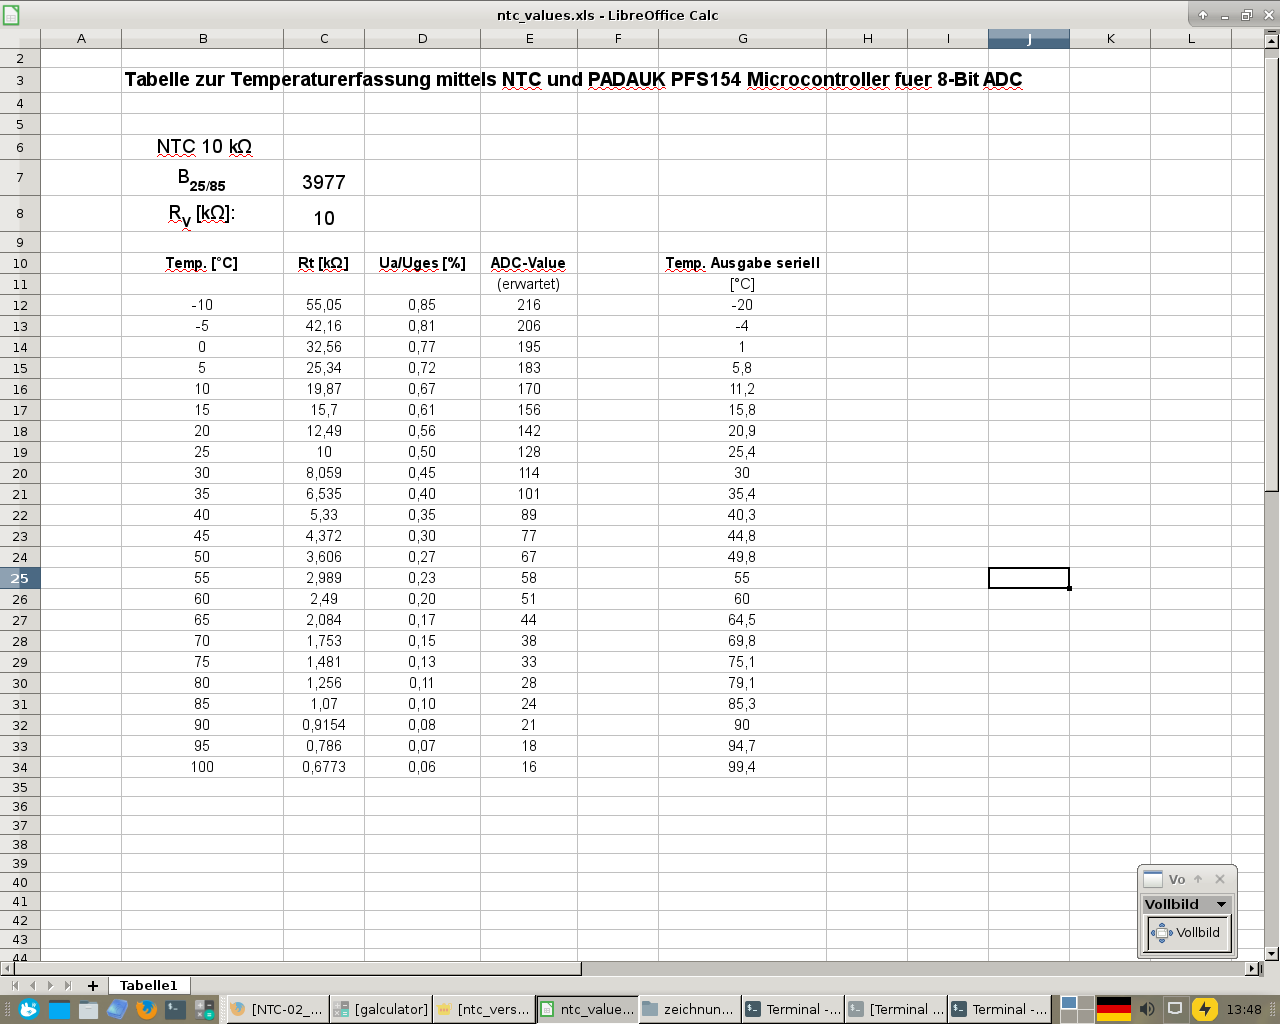 ntc_values.xls - LibreOffice Calc
A B C D E F G H I J K L
2
3 Tabelle zur Temperaturerfassung mittels NTC und PADAUK PFS154 Microcontroller fuer 8-Bit ADC
4
5
6 NTC 10 kΩ
7 B25/85 3977
8 RV [kΩ]: 10
9
10 Temp. [°C] Rt [kΩ] Ua/Uges [%] ADC-Value Temp. Ausgabe seriell
11 (erwartet) [°C]
12 -10 55,05 0,85 216 -20
13 -5 42,16 0,81 206 -4
14 0 32,56 0,77 195 1
15 5 25,34 0,72 183 5,8
16 10 19,87 0,67 170 11,2
17 15 15,7 0,61 156 15,8
18 20 12,49 0,56 142 20,9
19 25 10 0,50 128 25,4
20 30 8,059 0,45 114 30
21 35 6,535 0,40 101 35,4
22 40 5,33 0,35 89 40,3
23 45 4,372 0,30 77 44,8
24 50 3,606 0,27 67 49,8
25 55 2,989 0,23 58 55
26 60 2,49 0,20 51 60
27 65 2,084 0,17 44 64,5
28 70 1,753 0,15 38 69,8
29 75 1,481 0,13 33 75,1
30 80 1,256 0,11 28 79,1
31 85 1,07 0,10 24 85,3
32 90 0,9154 0,08 21 90
33 95 0,786 0,07 18 94,7
34 100 0,6773 0,06 16 99,4
35
36
37
38
39
40
41
42
43
44
Vo
Vollbild
Vollbild
Tabelle1
[NTC-02_... [galculator] [ntc_vers... ntc_value... zeichnun... Terminal -... [Terminal ... Terminal -... 13:48